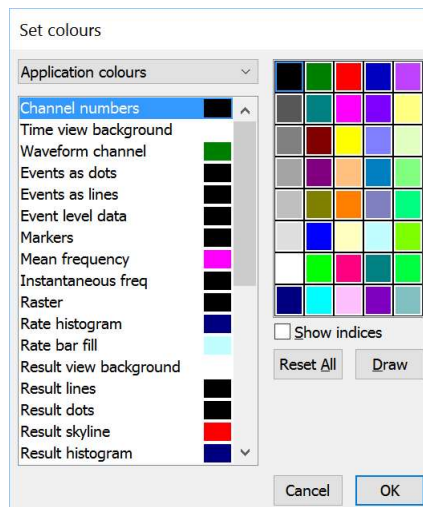 Set colours
Application colours
Channel numbers
Time view background
Waveform channel
Events as dots
Events as lines
Event level data
Markers
Mean frequency
Instantaneous freq
Raster
Rate histogram
Rate bar fill
Result view background
Result lines
Result dots
Result skyline
Result histogram
Show indices
Reset All
Draw
Cancel
OK